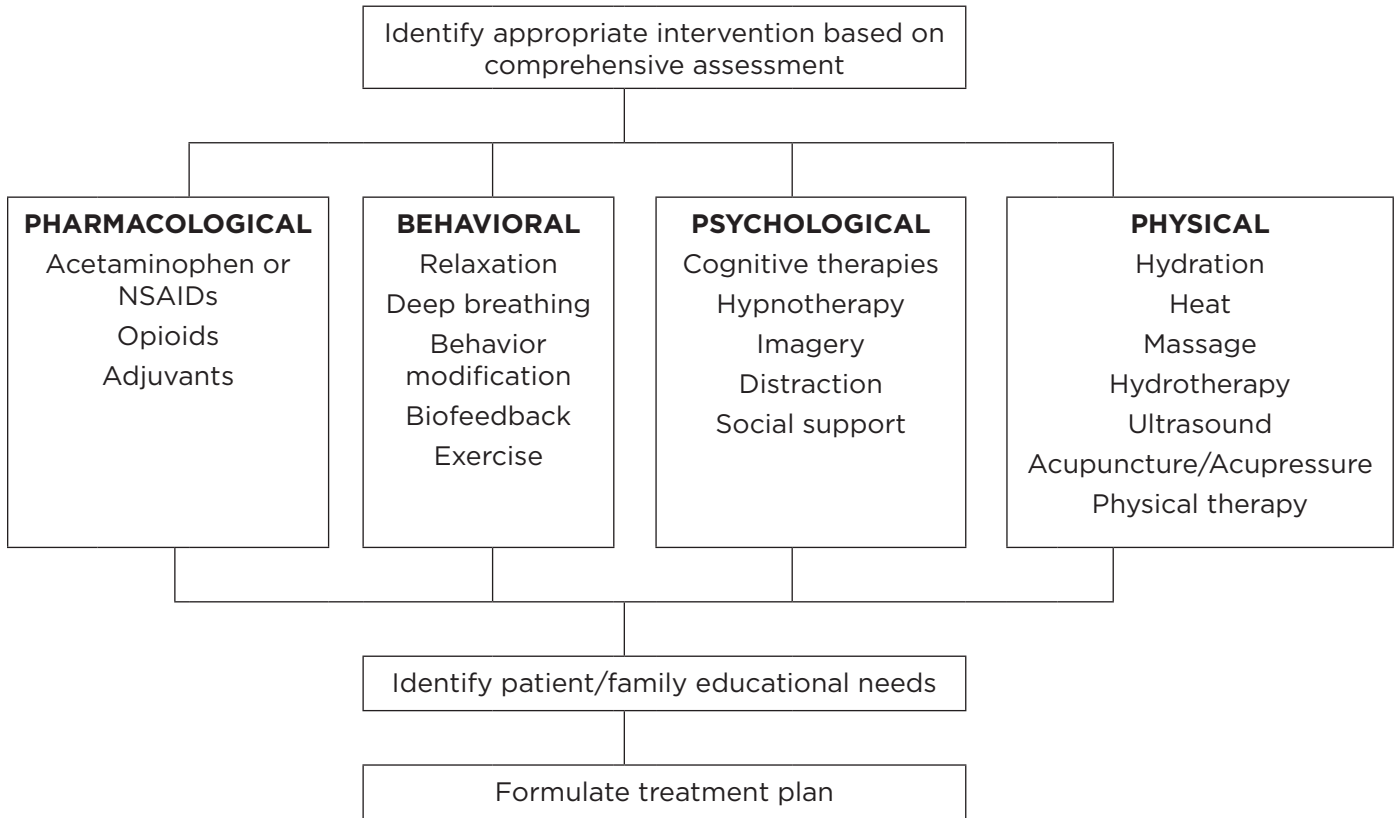 Identify appropriate intervention based on
comprehensive assessment
PHARMACOLOGICAL
Acetaminophen or
NSAIDs
Opioids
Adjuvants
BEHAVIORAL
Relaxation
Deep breathing
Behavior
modification
Biofeedback
Exercise
PSYCHOLOGICAL
Cognitive therapies
Hypnotherapy
Imagery
Distraction
Social support
PHYSICAL
Hydration
Heat
Massage
Hydrotherapy
Ultrasound
Acupuncture/Acupressure
Physical therapy
Identify patient/family educational needs
Formulate treatment plan